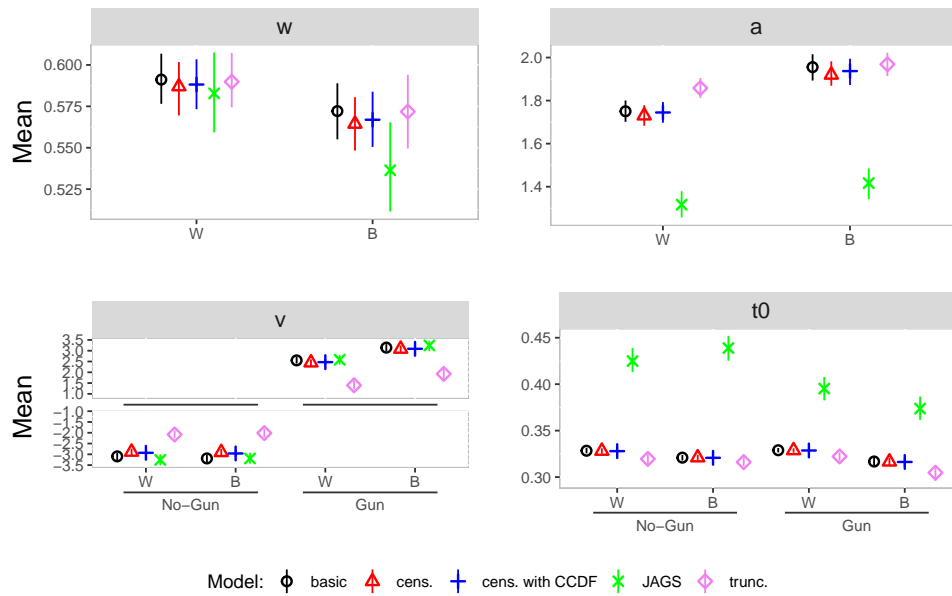 w
Mean
0.600
0.575
0.550
0.525
W B
a
2.0
1.8
1.6
1.4
W B
v
Mean
3.5
3.0
2.5
2.0
1.5
1.0
−1.0
−1.5
−2.0
−2.5
−3.0
−3.5
W B W B
No−Gun Gun
t0
0.45
0.40
0.35
0.30
W B W B
No−Gun Gun
Model: basic cens. cens. with CCDF JAGS trunc.